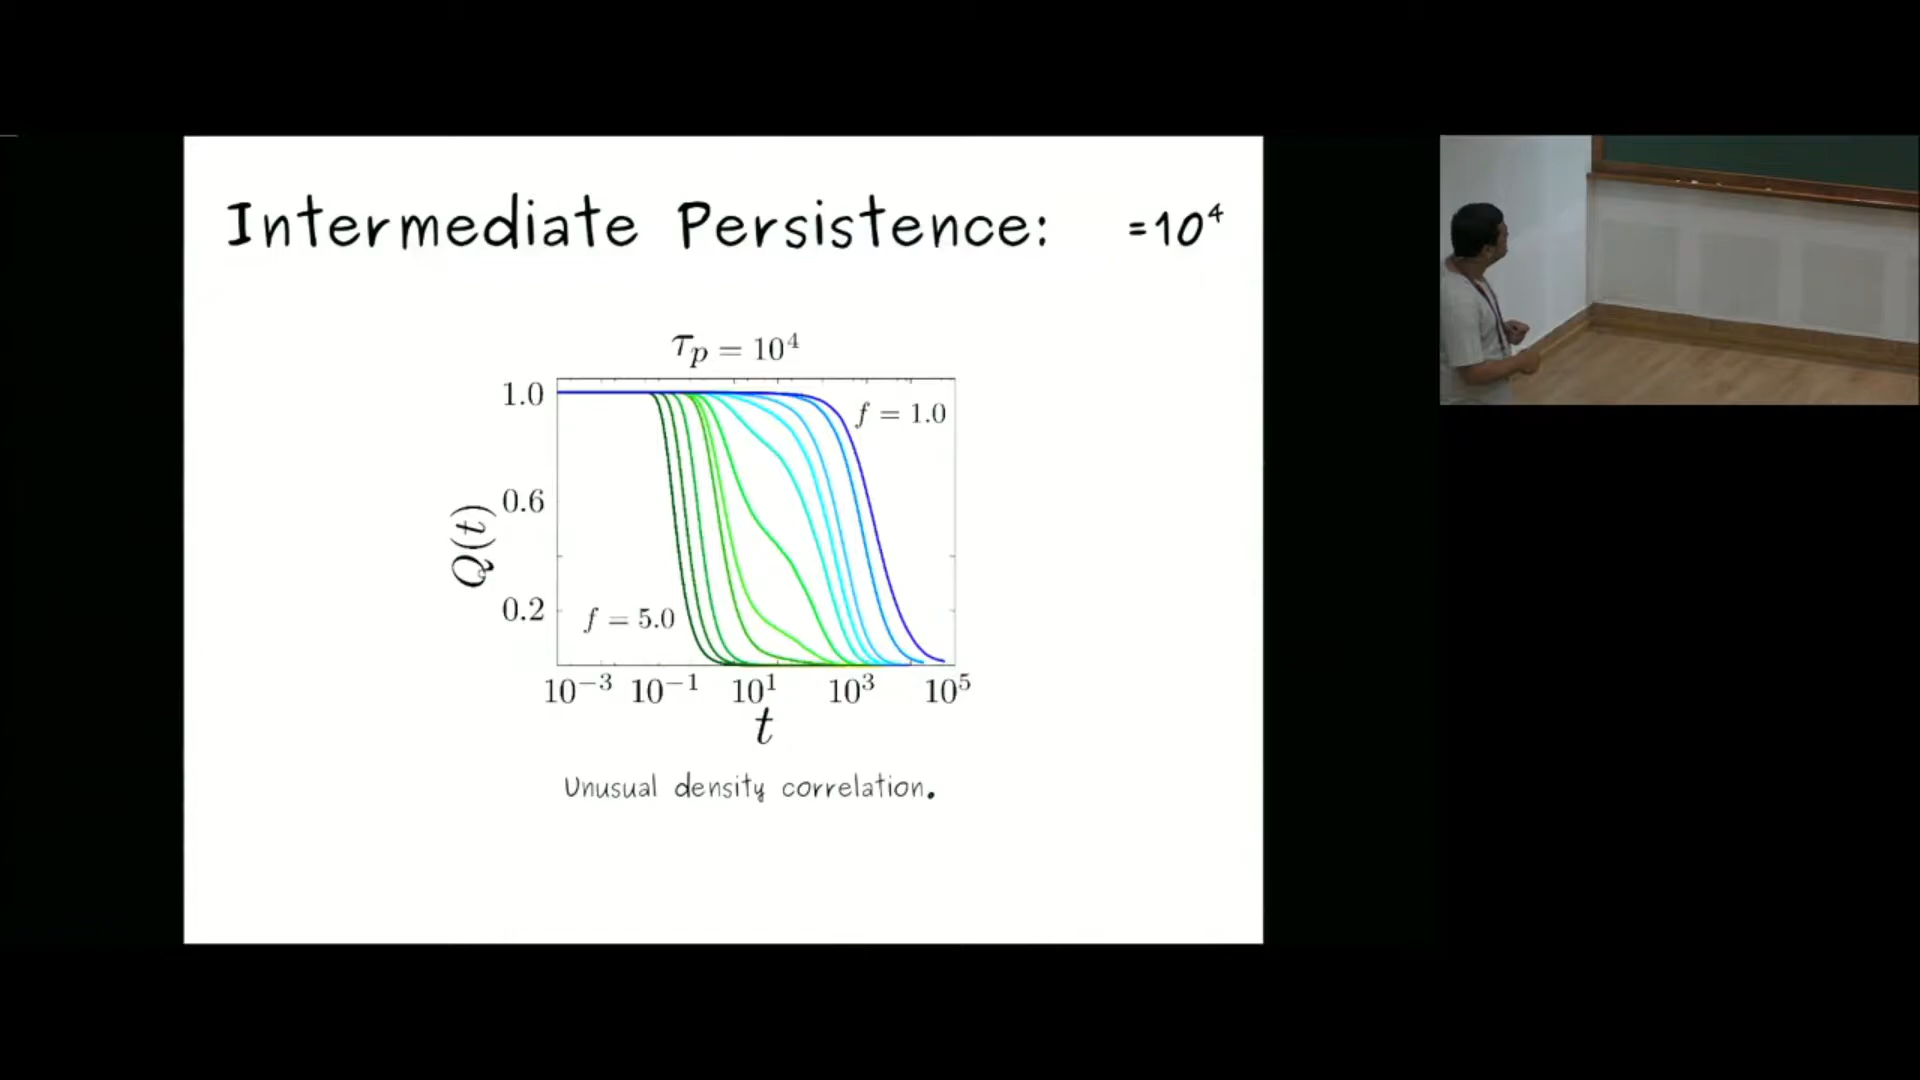 Intermediate Persistence: =10⁴
τₚ = 10⁴
1.0
f = 1.0
0.6
Q(t)
0.2
f = 5.0
10⁻³ 10⁻¹ 10¹ 10³ 10⁵
t
Unusual density correlation.